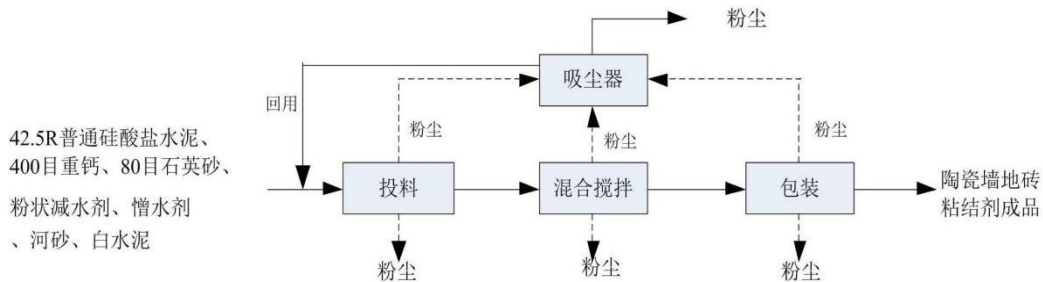 粉尘
吸尘器
回用
粉尘
粉尘
粉尘
42.5R普通硅酸盐水泥、
400目重钙、80目石英砂、
粉状减水剂、憎水剂
、河砂、白水泥
投料
混合搅拌
包装
陶瓷墙地砖
粘结剂成品
粉尘
粉尘
粉尘